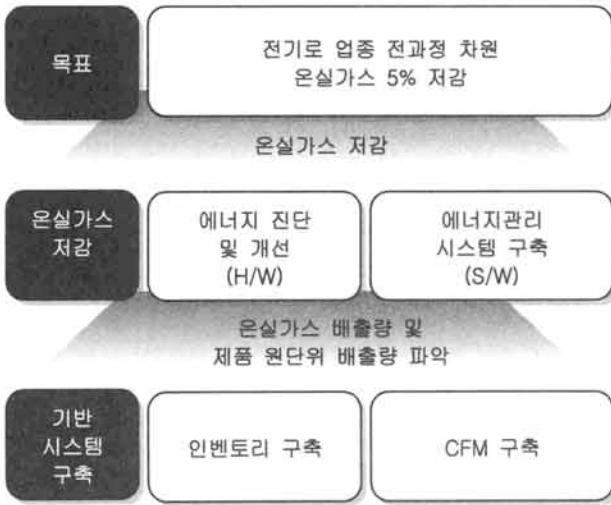 목표
전기로 업종 전과정 차원
온실가스 5% 저감
온실가스 저감
온실가스
저감
에너지 진단
및 개선
(H/W)
에너지관리
시스템 구축
(S/W)
온실가스 배출량 및
제품 원단위 배출량 파악
기반
시스템
구축
인벤토리 구축
CFM 구축